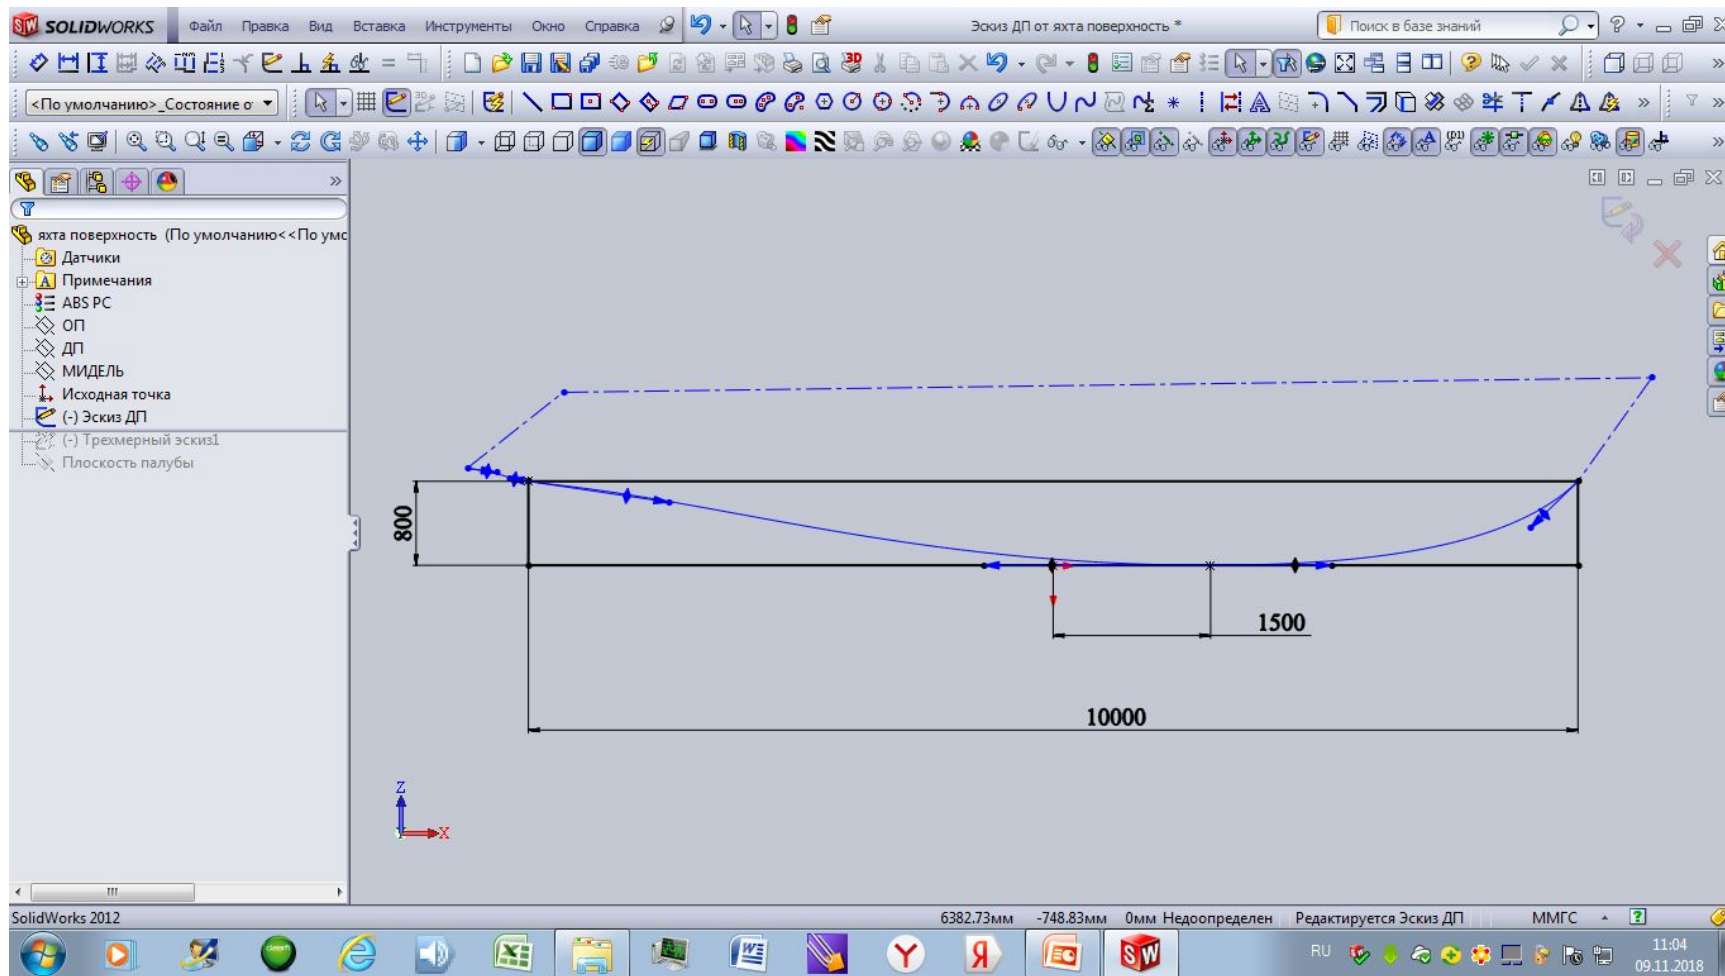 SOLIDWORKS Файл Правка Вид Вставка Инструменты Окно Справка Эскиз ДП от яхта поверхность * Поиск в базе знаний
<По умолчанию>_Состояние о
яхта поверхность (По умолчанию<<По умс
Датчики
Примечания
ABS PC
ОП
ДП
МИДЕЛЬ
Исходная точка
(-) Эскиз ДП
(-) Трехмерный эскиз1
Плоскость палубы
800
1500
10000
Z
Y X
SolidWorks 2012 6382.73мм -748.83мм 0мм Недоопределен Редактируется Эскиз ДП ММГС
RU 11:04
09.11.2018